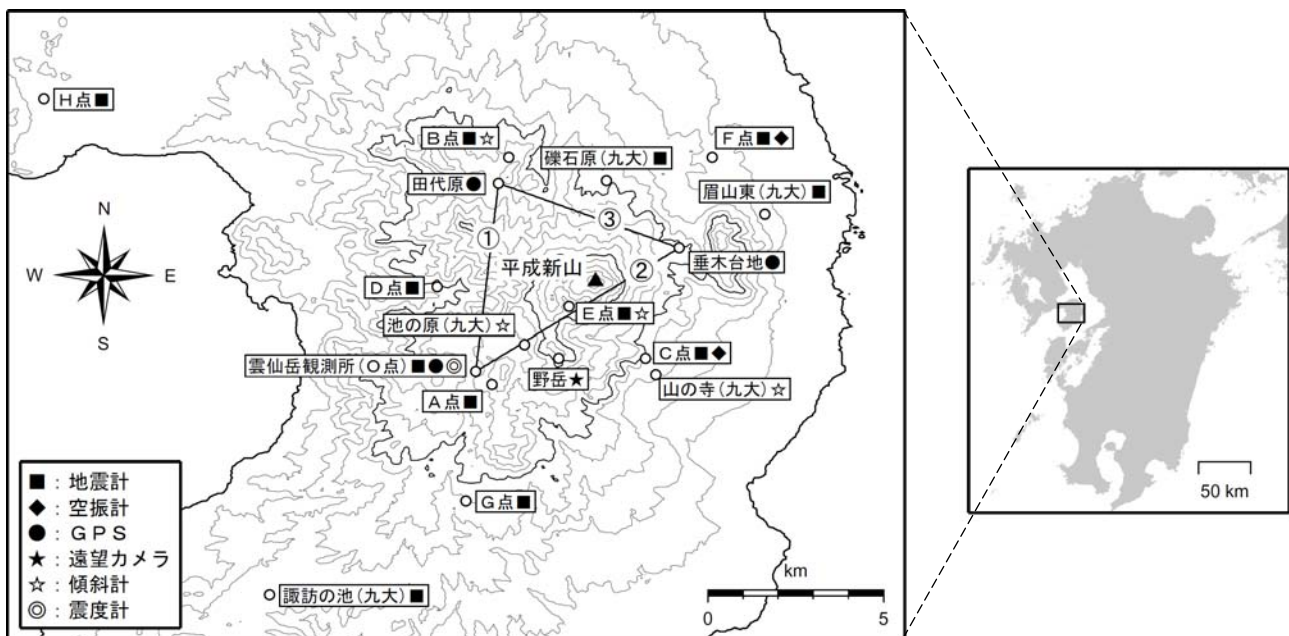 H点■
B点■☆
礫石原(九大)■
F点■◆
田代原●
眉山東(九大)■
③
①
N
W
E
S
平成新山
②
垂木台地●
D点■
E点■☆
池の原(九大)☆
雲仙岳観測所(O点)■●◎
C点■◆
野岳★
山の寺(九大)☆
A点■
■:地震計
◆:空振計
●:GPS
★:遠望カメラ
☆:傾斜計
◎:震度計
G点■
諏訪の池(九大)■
km
0
5
50 km